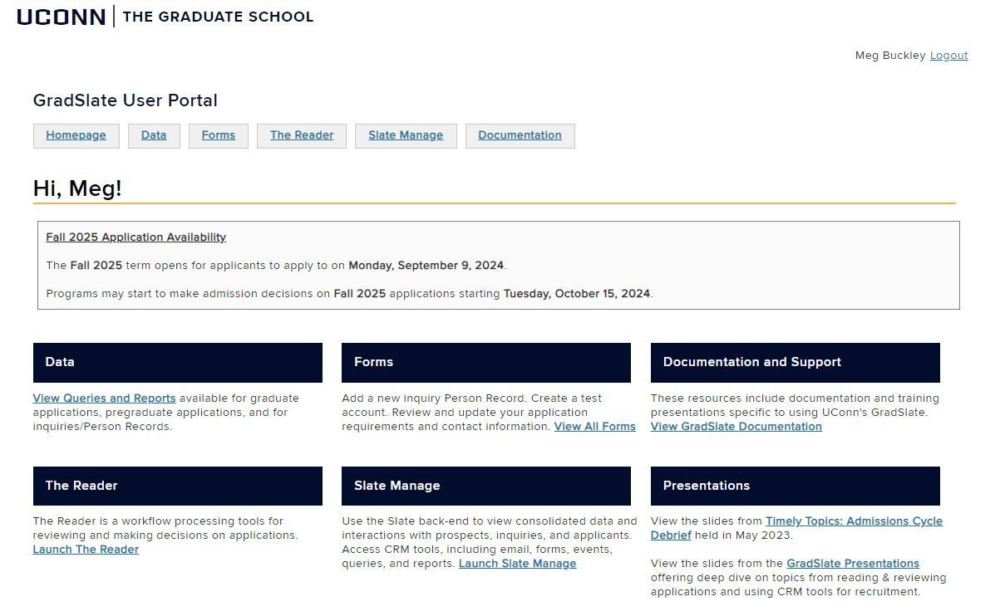 UCONN THE GRADUATE SCHOOL
Meg Buckley Logout
GradSlate User Portal
Homepage Data Forms The Reader Slate Manage Documentation
Hi, Meg!
Fall 2025 Application Availability
The Fall 2025 term opens for applicants to apply to on Monday, September 9, 2024.
Programs may start to make admission decisions on Fall 2025 applications starting Tuesday, October 15, 2024.
Data
View Queries and Reports available for graduate
applications, pregraduate applications, and for
inquiries/Person Records.
Forms
Add a new inquiry Person Record. Create a test
account. Review and update your application
requirements and contact information. View All Forms
Documentation and Support
These resources include documentation and training
presentations specific to using UConn's GradSlate.
View GradSlate Documentation
The Reader
The Reader is a workflow processing tools for
reviewing and making decisions on applications.
Launch The Reader
Slate Manage
Use the Slate back-end to view consolidated data and
interactions with prospects, inquiries, and applicants.
Access CRM tools, including email, forms, events,
queries, and reports. Launch Slate Manage
Presentations
View the slides from Timely Topics: Admissions Cycle
Debrief held in May 2023.
View the slides from the GradSlate Presentations
offering deep dive on topics from reading & reviewing
applications and using CRM tools for recruitment.